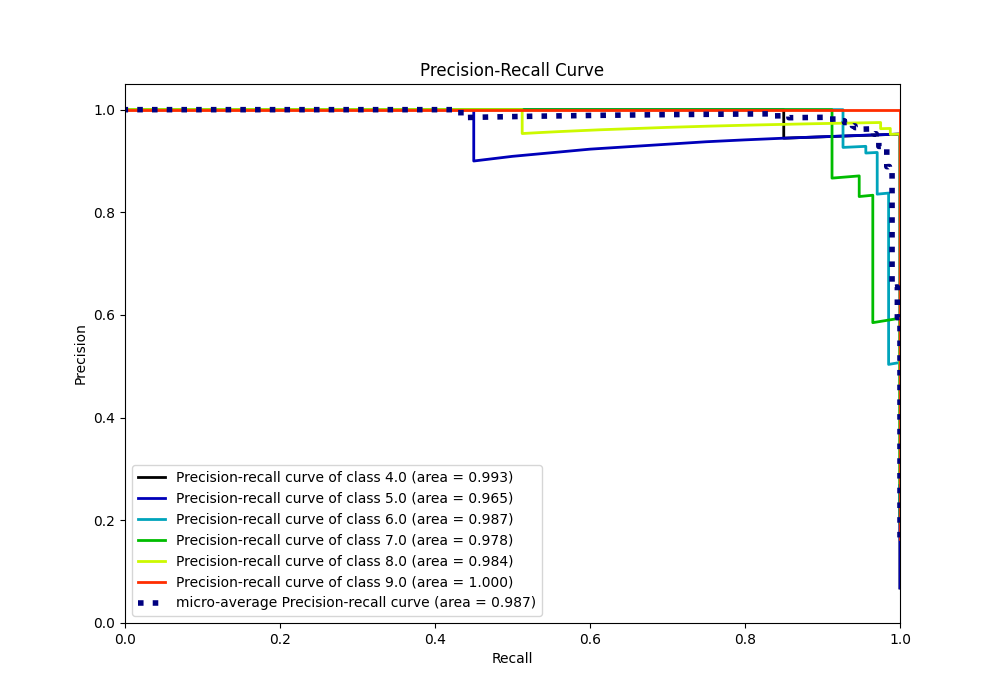 Precision-Recall Curve
1.0
0.8
0.6
0.4
0.2
0.0
Precision
Precision-recall curve of class 4.0 (area = 0.993)
Precision-recall curve of class 5.0 (area = 0.965)
Precision-recall curve of class 6.0 (area = 0.987)
Precision-recall curve of class 7.0 (area = 0.978)
Precision-recall curve of class 8.0 (area = 0.984)
Precision-recall curve of class 9.0 (area = 1.000)
micro-average Precision-recall curve (area = 0.987)
0.0 0.2 0.4 0.6 0.8 1.0
Recall